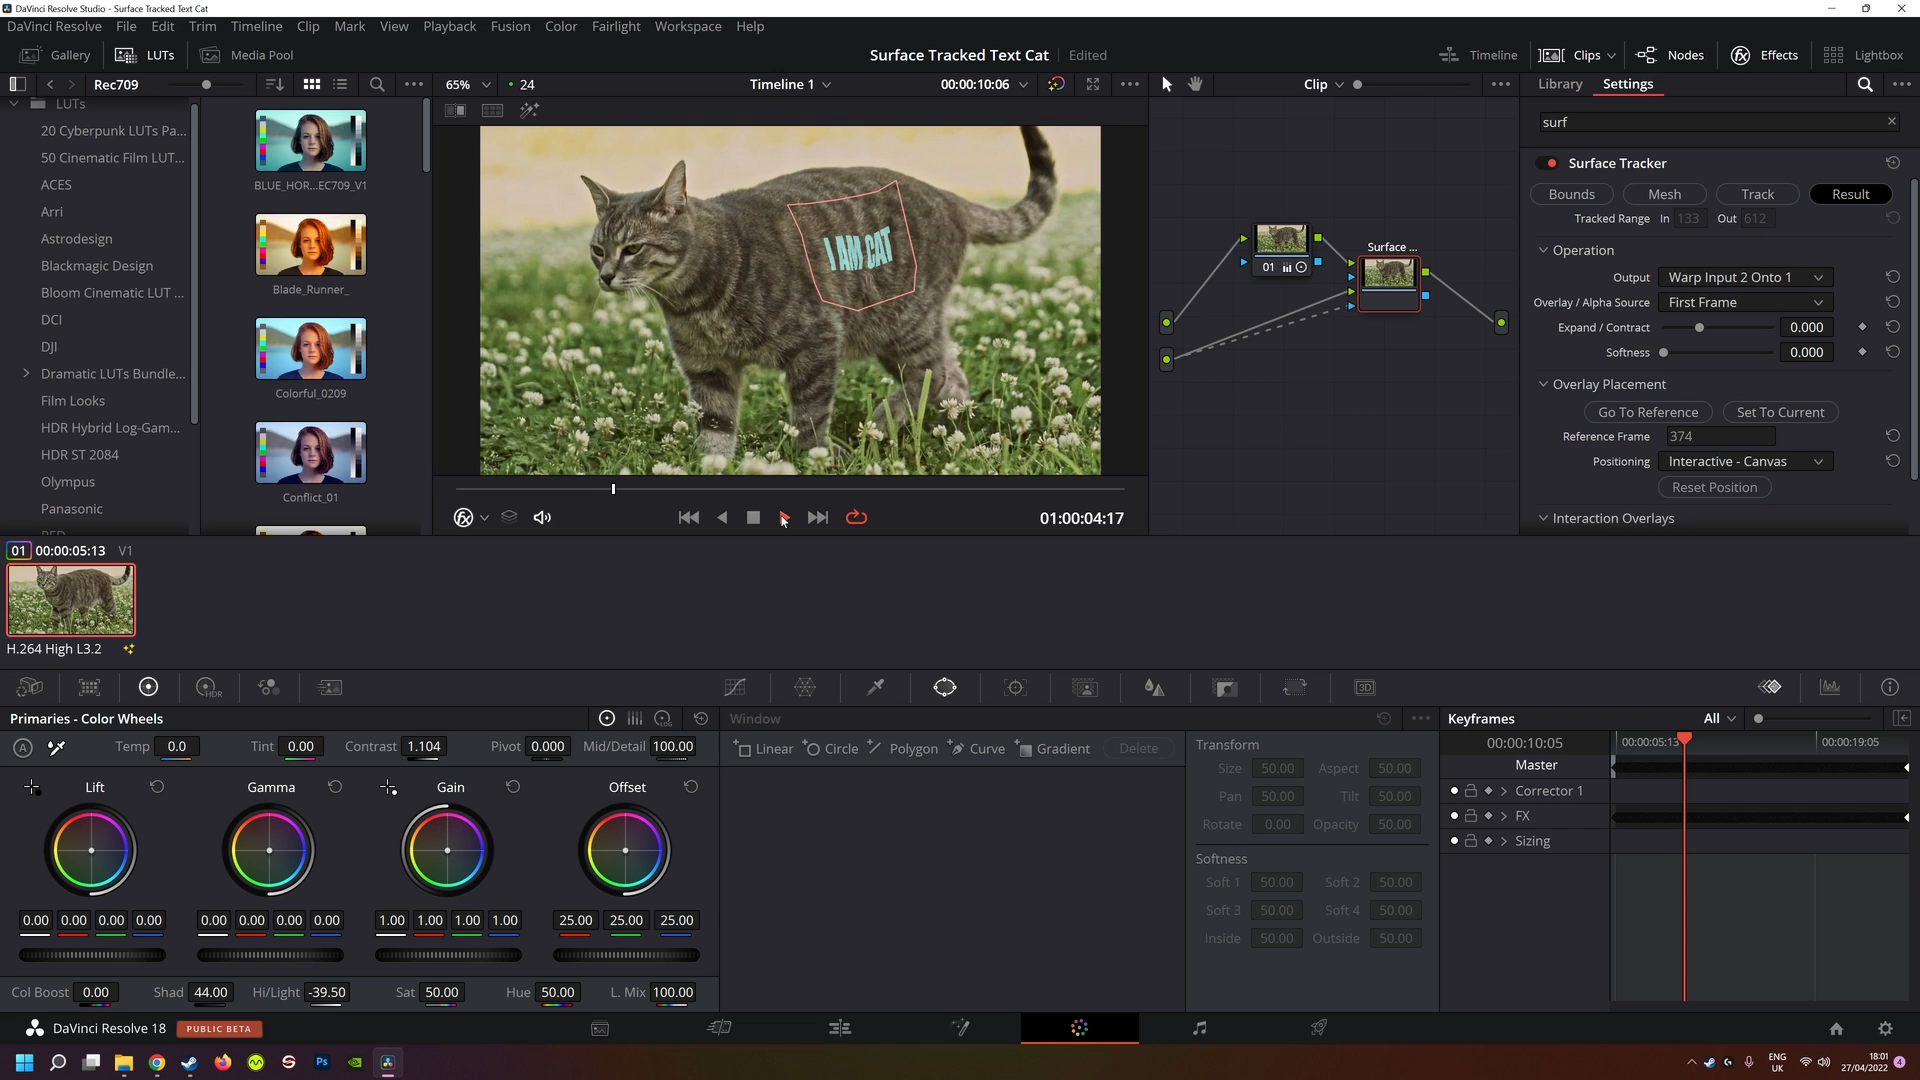 DaVinci Resolve Studio - Surface Tracked Text Cat
DaVinci Resolve File Edit Trim Timeline Clip Mark View Playback Fusion Color Fairlight Workspace Help
Gallery LUTs Media Pool Surface Tracked Text Cat Edited Timeline Clips Nodes Effects Lightbox
Rec709 65% 24 Timeline 1 00:00:10:06 Clip Library Settings
LUTs
20 Cyberpunk LUTs Pa...
50 Cinematic Film LUT...
ACES
Arri
Astrodesign
Blackmagic Design
Bloom Cinematic LUT ...
DCI
DJI
Dramatic LUTs Bundle...
Film Looks
HDR Hybrid Log-Gam...
HDR ST 2084
Olympus
Panasonic
RED
BLUE_HOR...EC709_V1
Blade_Runner_
Colorful_0209
Conflict_01
I AM CAT
01:00:04:17
01
Surface ...
surf
Surface Tracker
Bounds Mesh Track Result
Tracked Range In 133 Out 612
Operation
Output Warp Input 2 Onto 1
Overlay / Alpha Source First Frame
Expand / Contract 0.000
Softness 0.000
Overlay Placement
Go To Reference Set To Current
Reference Frame 374
Positioning Interactive - Canvas
Reset Position
Interaction Overlays
01 00:00:05:13 V1
H.264 High L3.2
HDR 3D
Primaries - Color Wheels
LOG
A Temp 0.0 Tint 0.00 Contrast 1.104 Pivot 0.000 Mid/Detail 100.00
Lift Gamma Gain Offset
0.00 0.00 0.00 0.00 0.00 0.00 0.00 0.00 1.00 1.00 1.00 1.00 25.00 25.00 25.00
Col Boost 0.00 Shad 44.00 Hi/Light -39.50 Sat 50.00 Hue 50.00 L. Mix 100.00
Window
Linear Circle Polygon Curve Gradient Delete
Transform
Size 50.00 Aspect 50.00
Pan 50.00 Tilt 50.00
Rotate 0.00 Opacity 50.00
Softness
Soft 1 50.00 Soft 2 50.00
Soft 3 50.00 Soft 4 50.00
Inside 50.00 Outside 50.00
Keyframes All
00:00:10:05 00:00:05:13 00:00:19:05
Master
Corrector 1
FX
Sizing
DaVinci Resolve 18 PUBLIC BETA
Ps
ENG
UK
18:01
27/04/2022
4